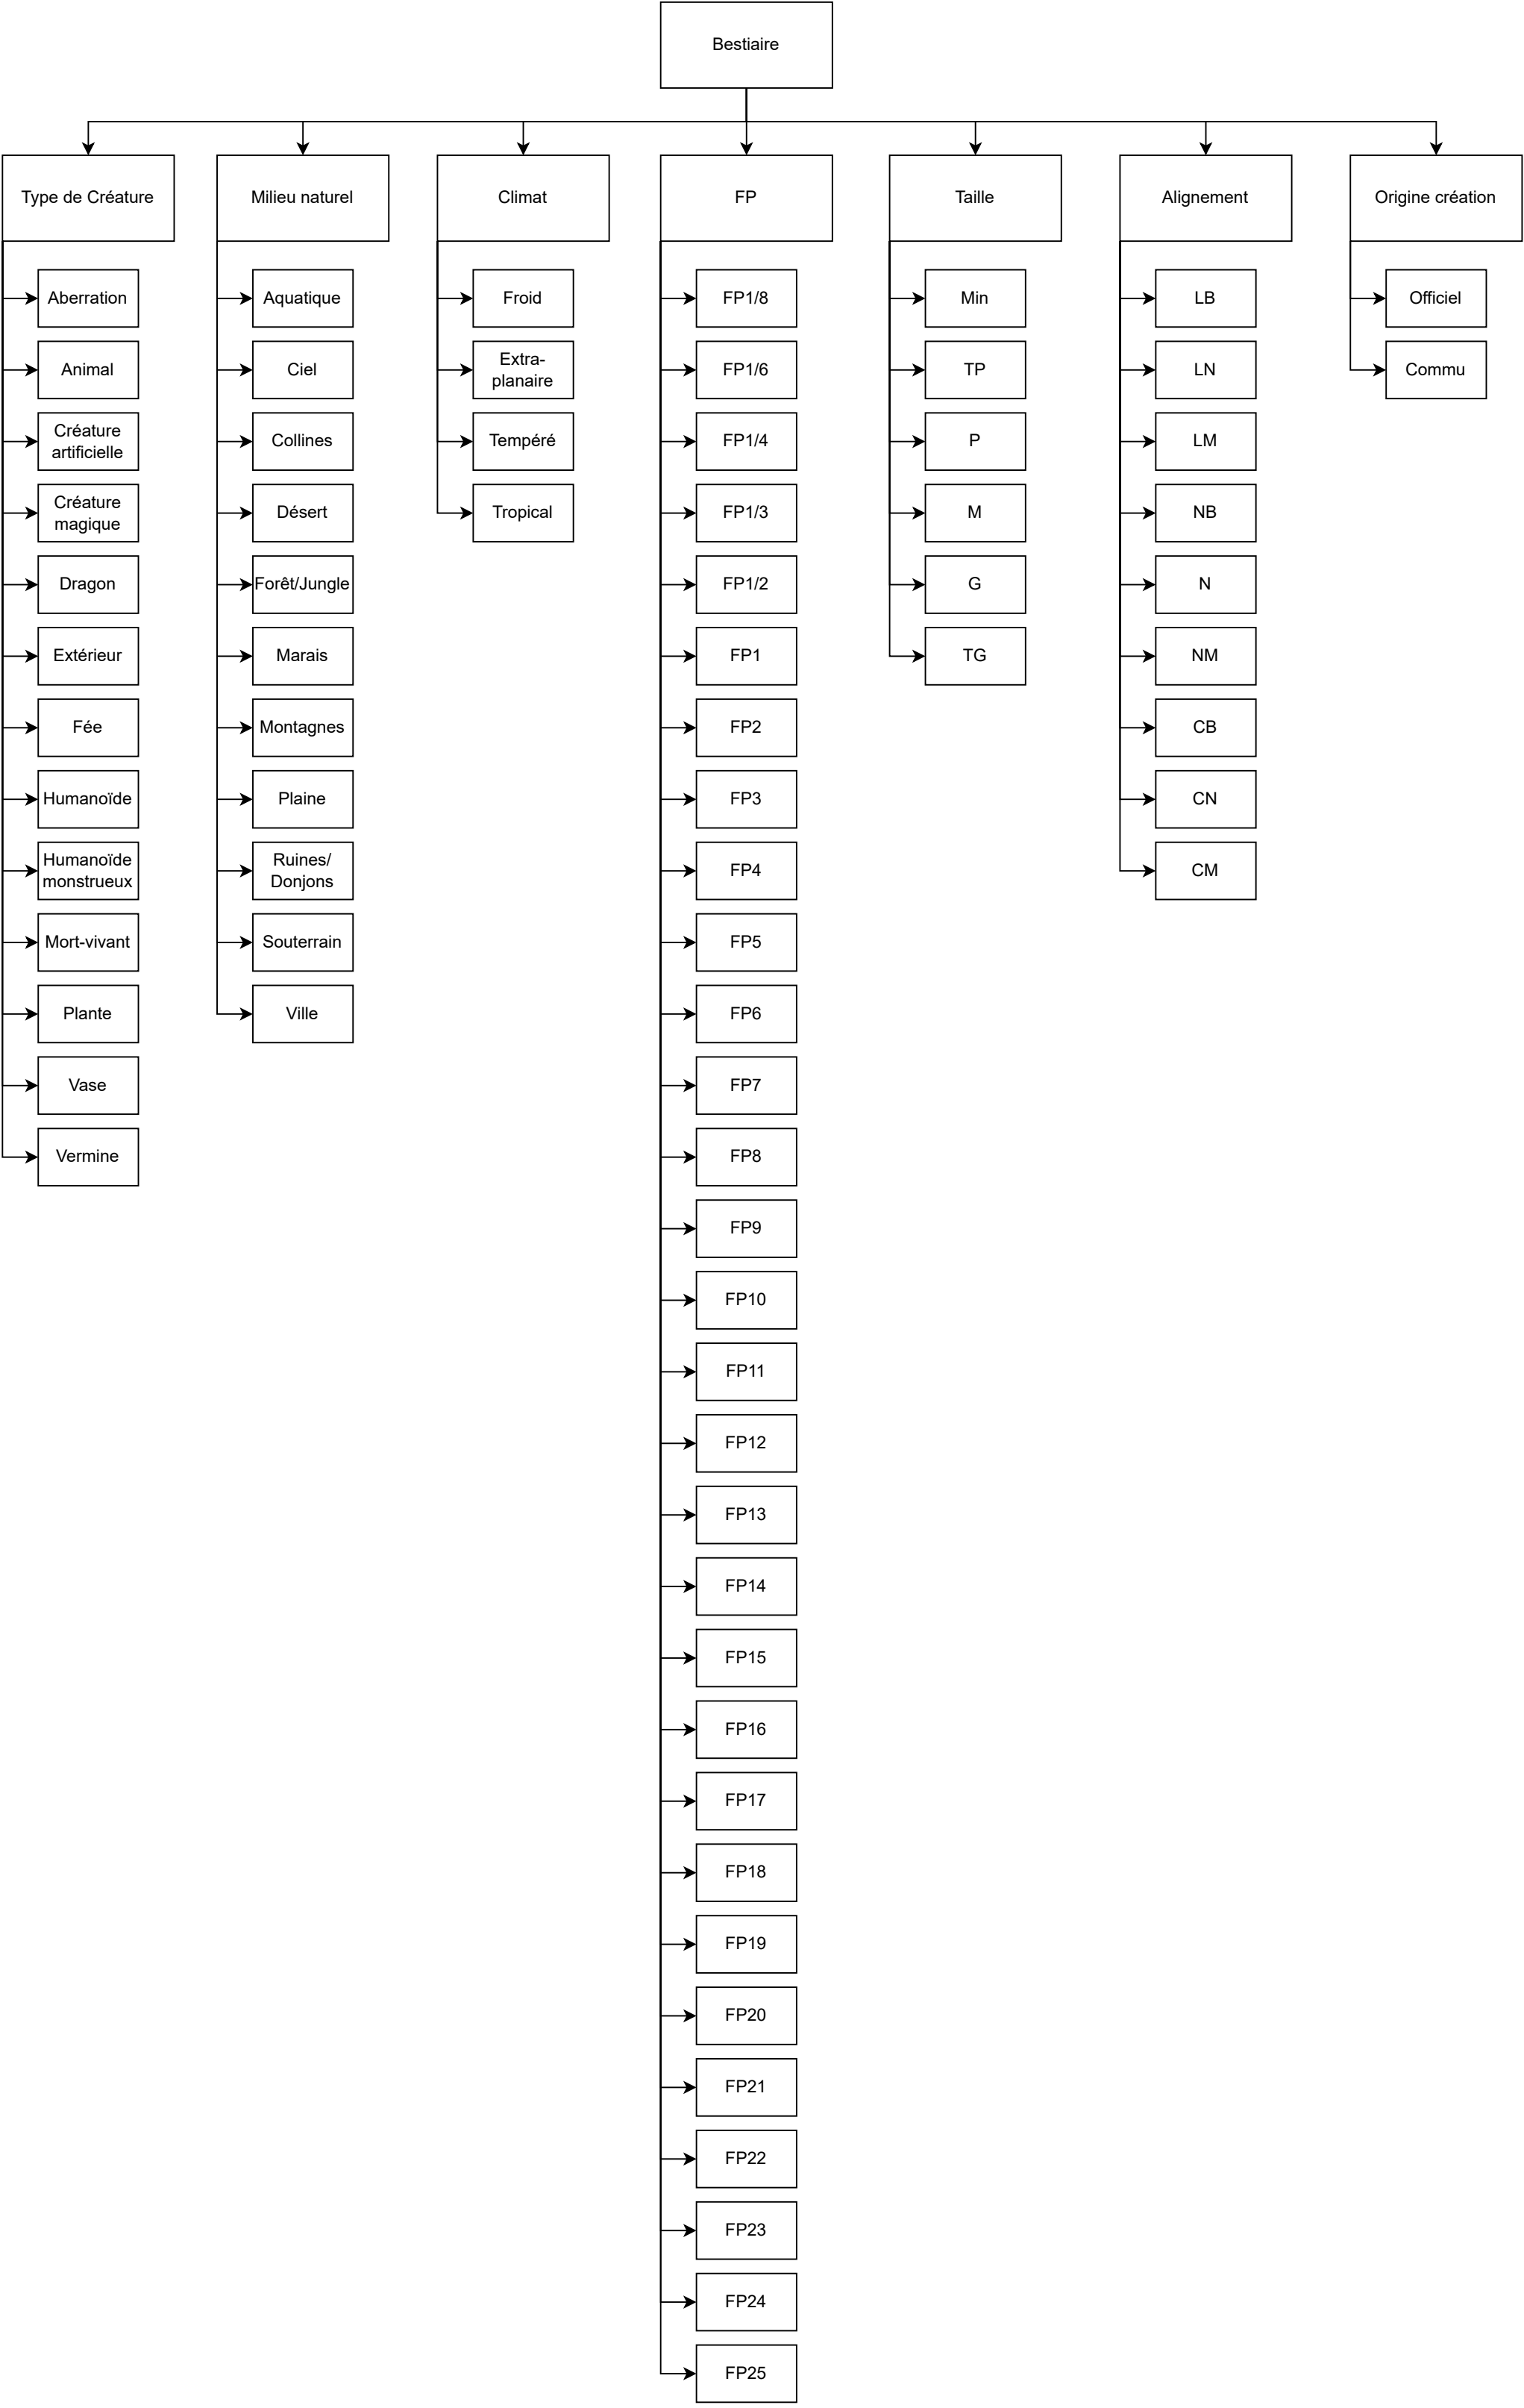 Bestiaire
Type de Créature
Milieu naturel
Climat
FP
Taille
Alignement
Origine création
Aberration
Animal
Créature
artificielle
Créature
magique
Dragon
Extérieur
Fée
Humanoïde
Humanoïde
monstrueux
Mort-vivant
Plante
Vase
Vermine
Aquatique
Ciel
Collines
Désert
Forêt/Jungle
Marais
Montagnes
Plaine
Ruines/
Donjons
Souterrain
Ville
Froid
Extra-
planaire
Tempéré
Tropical
FP1/8
FP1/6
FP1/4
FP1/3
FP1/2
FP1
FP2
FP3
FP4
FP5
FP6
FP7
FP8
FP9
FP10
FP11
FP12
FP13
FP14
FP15
FP16
FP17
FP18
FP19
FP20
FP21
FP22
FP23
FP24
FP25
Min
TP
P
M
G
TG
LB
LN
LM
NB
N
NM
CB
CN
CM
Officiel
Commu